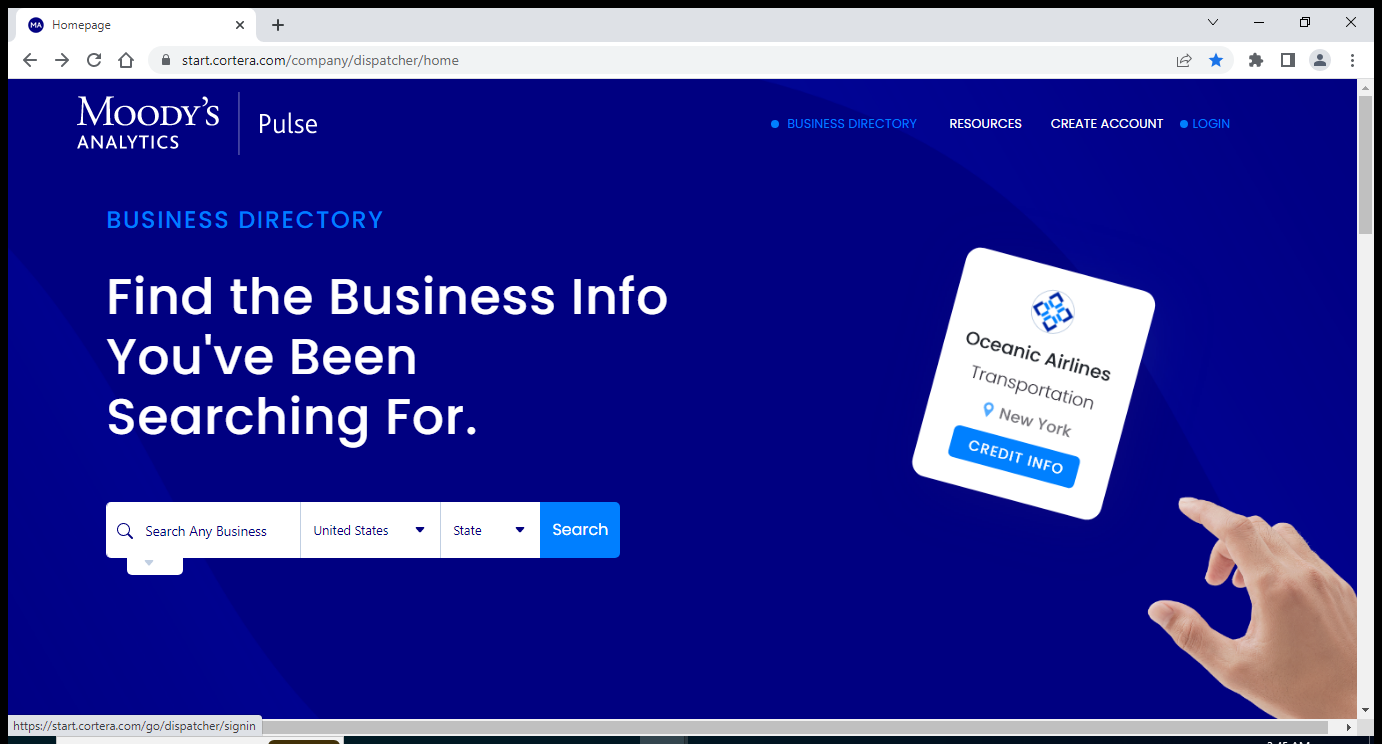 MA Homepage
start.cortera.com/company/dispatcher/home
MOODY'S
ANALYTICS
Pulse
BUSINESS DIRECTORY RESOURCES CREATE ACCOUNT LOGIN
BUSINESS DIRECTORY
Find the Business Info
You've Been
Searching For.
Oceanic Airlines
Transportation
New York
CREDIT INFO
Search Any Business United States State Search
https://start.cortera.com/go/dispatcher/signin